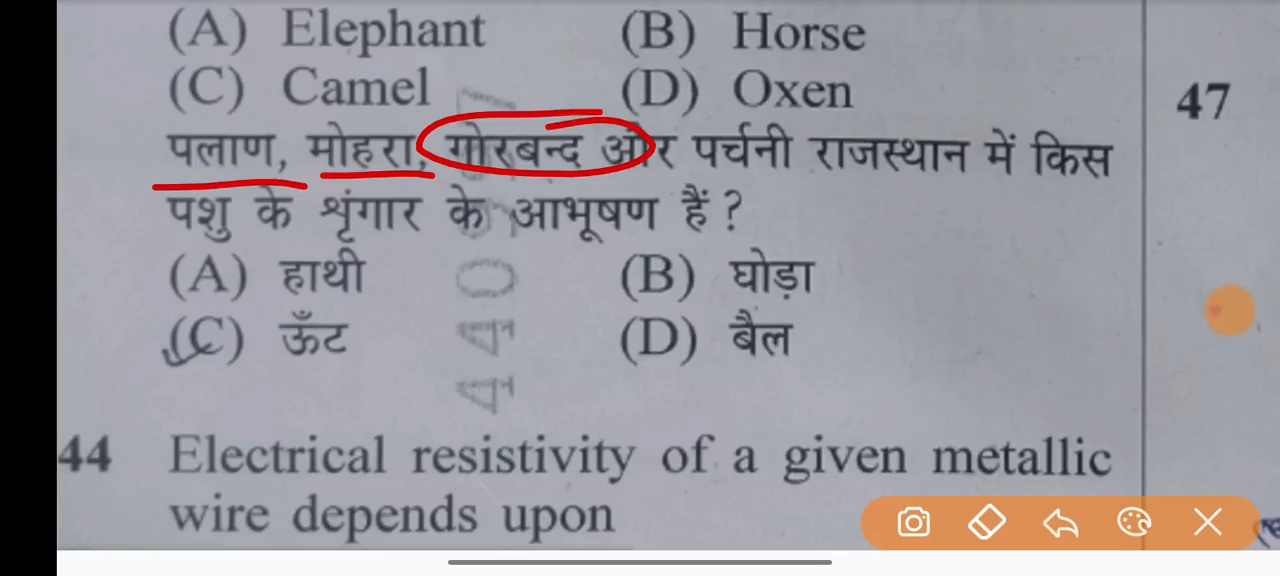 (A) Elephant (B) Horse
(C) Camel (D) Oxen
47
पलाण, मोहरा, गोरबन्द और पर्चनी राजस्थान में किस
पशु के शृंगार के आभूषण हैं ?
(A) हाथी (B) घोड़ा
(C) ऊँट (D) बैल
44 Electrical resistivity of a given metallic
wire depends upon